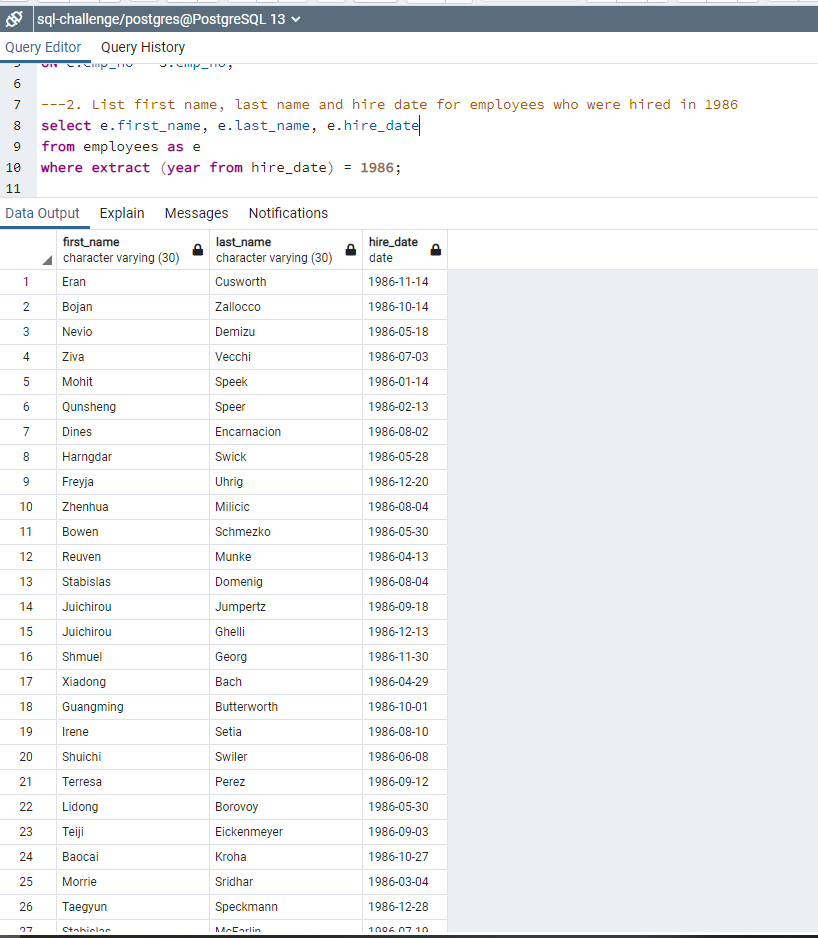 sql-challenge/postgres@PostgreSQL 13
Query Editor Query History
5 ON e.emp_no = s.emp_no;
6
7 ---2. List first name, last name and hire date for employees who were hired in 1986
8 select e.first_name, e.last_name, e.hire_date
9 from employees as e
10 where extract (year from hire_date) = 1986;
11
Data Output Explain Messages Notifications
first_name last_name hire_date
character varying (30) character varying (30) date
1 Eran Cusworth 1986-11-14
2 Bojan Zallocco 1986-10-14
3 Nevio Demizu 1986-05-18
4 Ziva Vecchi 1986-07-03
5 Mohit Speek 1986-01-14
6 Qunsheng Speer 1986-02-13
7 Dines Encarnacion 1986-08-02
8 Harngdar Swick 1986-05-28
9 Freyja Uhrig 1986-12-20
10 Zhenhua Milicic 1986-08-04
11 Bowen Schmezko 1986-05-30
12 Reuven Munke 1986-04-13
13 Stabislas Domenig 1986-08-04
14 Juichirou Jumpertz 1986-09-18
15 Juichirou Ghelli 1986-12-13
16 Shmuel Georg 1986-11-30
17 Xiadong Bach 1986-04-29
18 Guangming Butterworth 1986-10-01
19 Irene Setia 1986-08-10
20 Shuichi Swiler 1986-06-08
21 Terresa Perez 1986-09-12
22 Lidong Borovoy 1986-05-30
23 Teiji Eickenmeyer 1986-09-03
24 Baocai Kroha 1986-10-27
25 Morrie Sridhar 1986-03-04
26 Taegyun Speckmann 1986-12-28
27 Stabislas McFarlin 1986-07-19